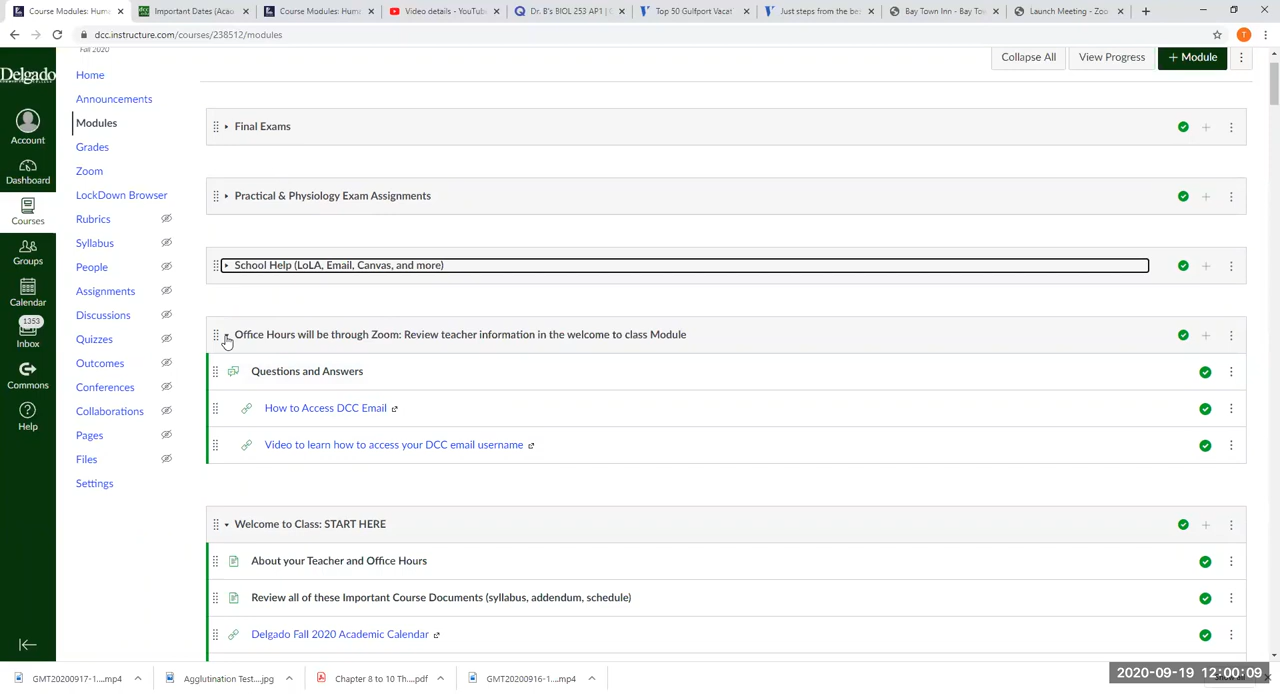 Course Modules: Huma
Important Dates (Aca
Course Modules: Huma
Video details - YouTub
Dr. B's BIOL 253 AP1 | C
Top 50 Gulfport Vacat
Just steps from the be
Bay Town Inn - Bay To
Launch Meeting - Zoo
dcc.instructure.com/courses/238512/modules
T
Fall 2020
Delgado
Account
Dashboard
Courses
Groups
Calendar
1353
Inbox
Commons
Help
Home
Announcements
Modules
Grades
Zoom
LockDown Browser
Rubrics
Syllabus
People
Assignments
Discussions
Quizzes
Outcomes
Conferences
Collaborations
Pages
Files
Settings
Collapse All
View Progress
+ Module
Final Exams
Practical & Physiology Exam Assignments
School Help (LoLA, Email, Canvas, and more)
Office Hours will be through Zoom: Review teacher information in the welcome to class Module
Questions and Answers
How to Access DCC Email
Video to learn how to access your DCC email username
Welcome to Class: START HERE
About your Teacher and Office Hours
Review all of these Important Course Documents (syllabus, addendum, schedule)
Delgado Fall 2020 Academic Calendar
GMT20200917-1....mp4
Agglutination Test....jpg
Chapter 8 to 10 Th....pdf
2020-09-19 12:00:09